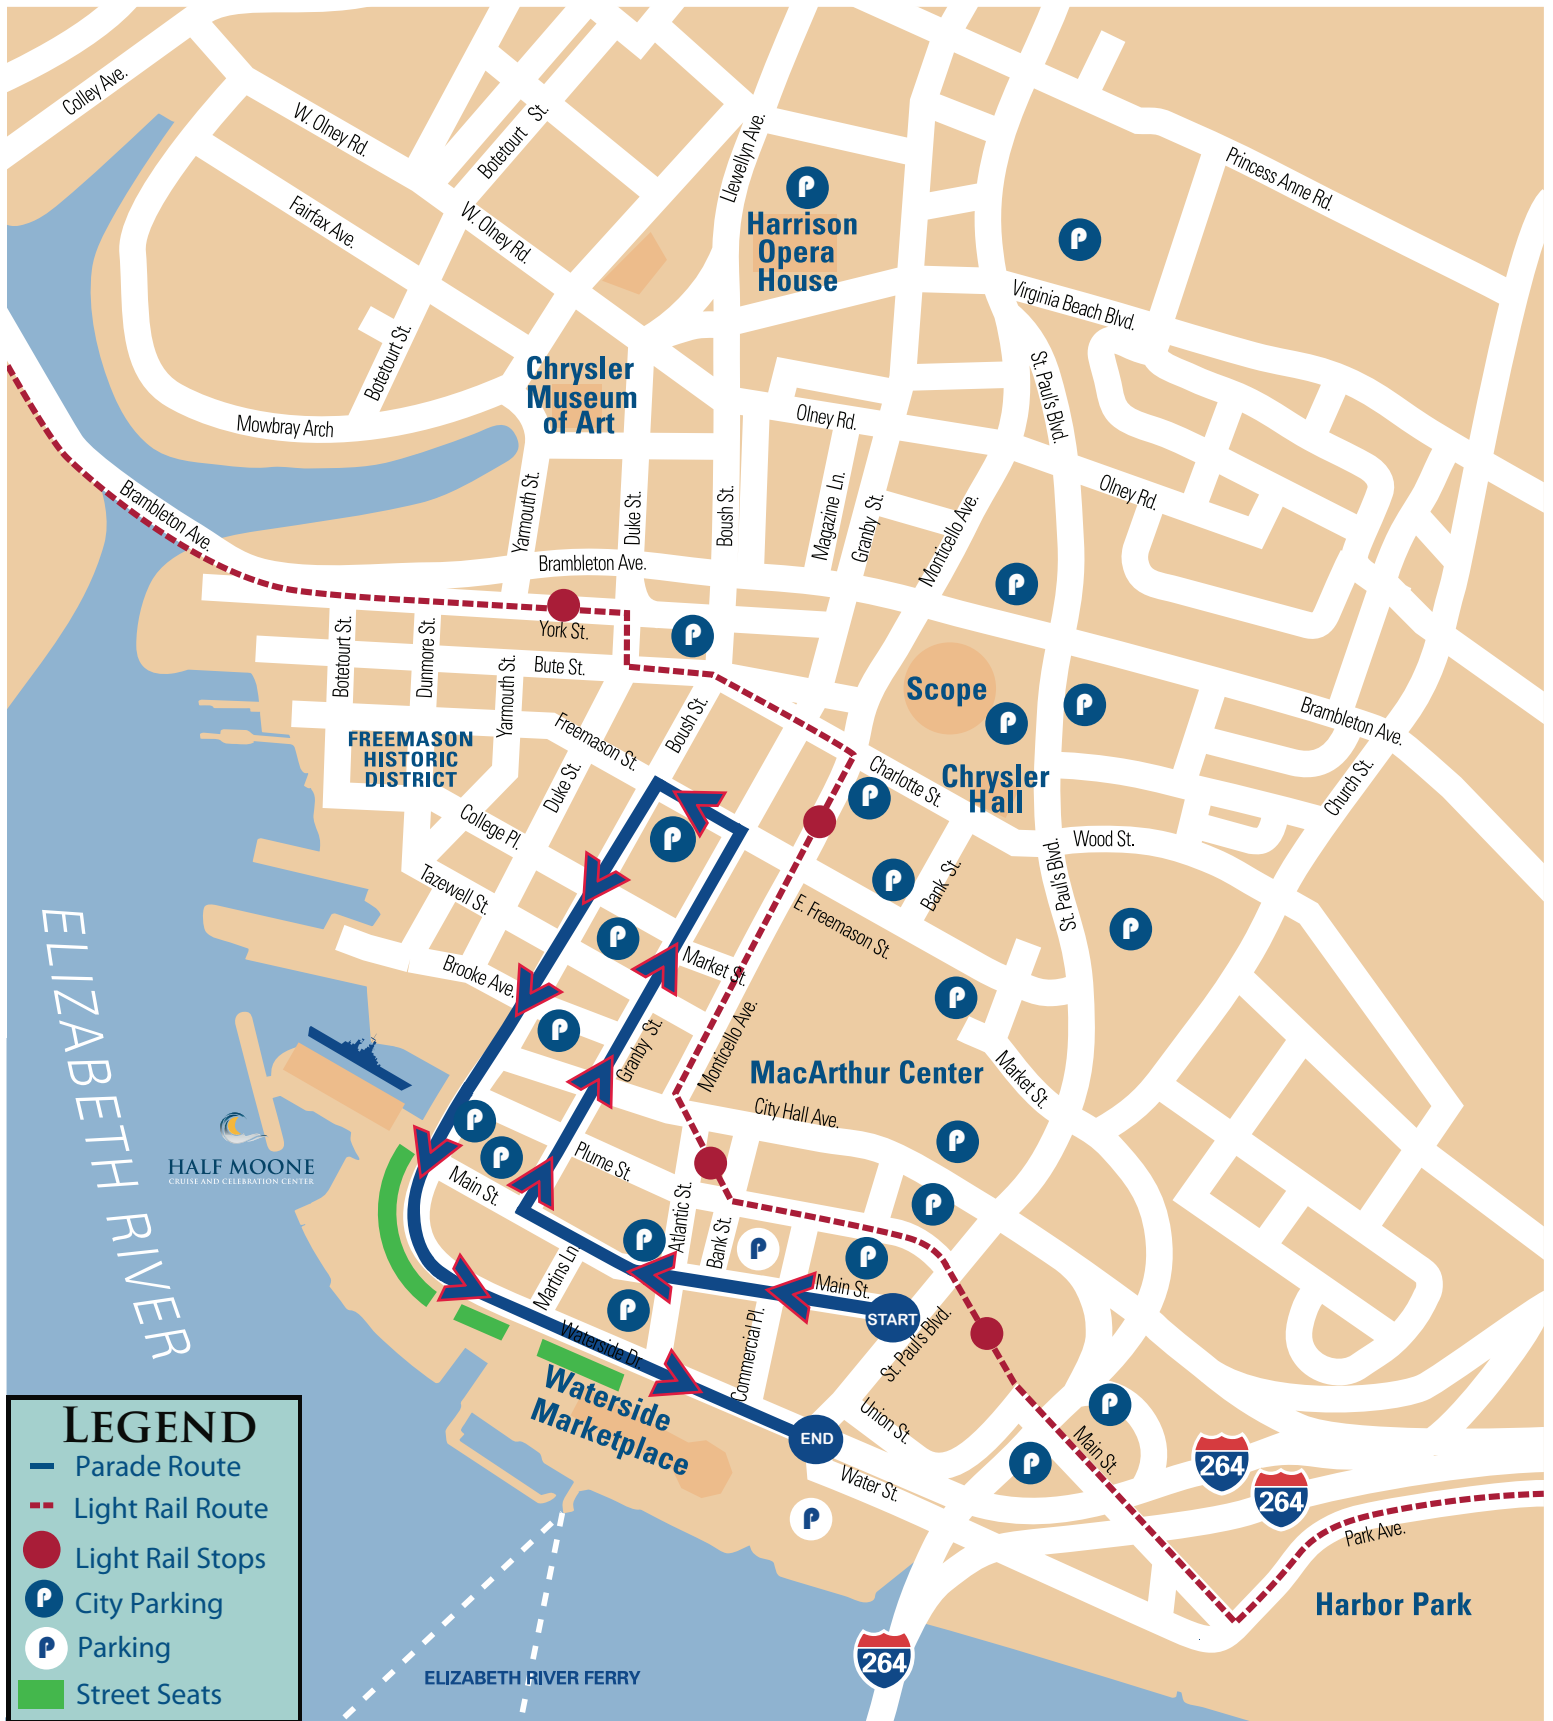 Colley Ave.
W. Olney Rd.
Botetourt St.
Llewellyn Ave.
Princess Anne Rd.
Fairfax Ave.
W. Olney Rd.
P
Harrison
Opera
House
P
Virginia Beach Blvd.
Botetourt St.
Chrysler
Museum
of Art
St. Paul's Blvd.
Mowbray Arch
Olney Rd.
Brambleton Ave.
Yarmouth St.
Duke St.
Boush St.
Magazine Ln.
Granby St.
Monticello Ave.
Olney Rd.
Brambleton Ave.
P
York St.
P
Botetourt St.
Dunmore St.
Yarmouth St.
Bute St.
Scope
P
P
Brambleton Ave.
Freemason St.
Boush St.
FREEMASON
HISTORIC
DISTRICT
Duke St.
Charlotte St.
Chrysler
Hall
P
Church St.
College Pl.
P
Wood St.
St. Paul's Blvd.
Tazewell St.
P
Bank St.
E. Freemason St.
P
P
Market St.
Brooke Ave.
P
P
Granby St.
Monticello Ave.
MacArthur Center
Market St.
ELIZABETH RIVER
City Hall Ave.
P
P
HALF MOONE
CRUISE AND CELEBRATION CENTER
P
Main St.
Plume St.
Atlantic St.
Bank St.
P
P
P
P
Martins Ln.
Main St.
START
P
Waterside Dr.
Commercial Pl.
St. Paul's Blvd.
Waterside
Marketplace
Union St.
END
P
Main St.
P
Water St.
264
264
P
Park Ave.
Harbor Park
264
ELIZABETH RIVER FERRY
LEGEND
Parade Route
Light Rail Route
Light Rail Stops
P City Parking
P Parking
Street Seats